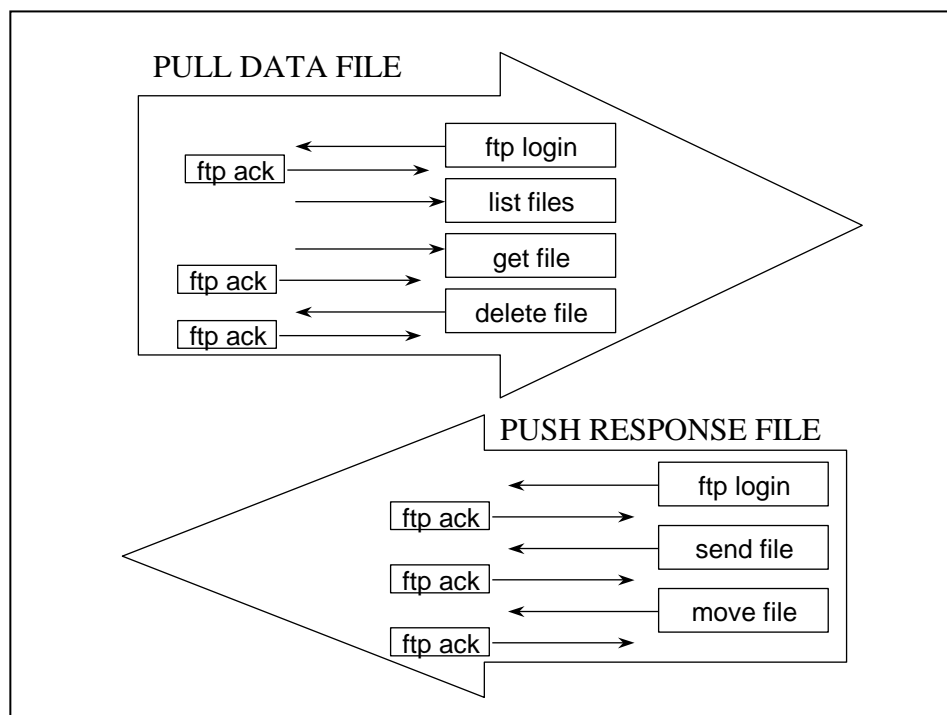 PULL DATA FILE
ftp login
ftp ack
list files
get file
ftp ack
delete file
ftp ack
PUSH RESPONSE FILE
ftp login
ftp ack
send file
ftp ack
move file
ftp ack